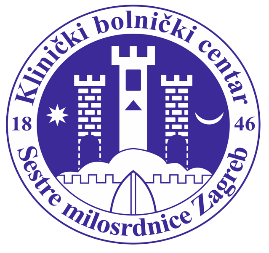 Klinički bolnički centar
18 46
Sestre milosrdnice Zagreb